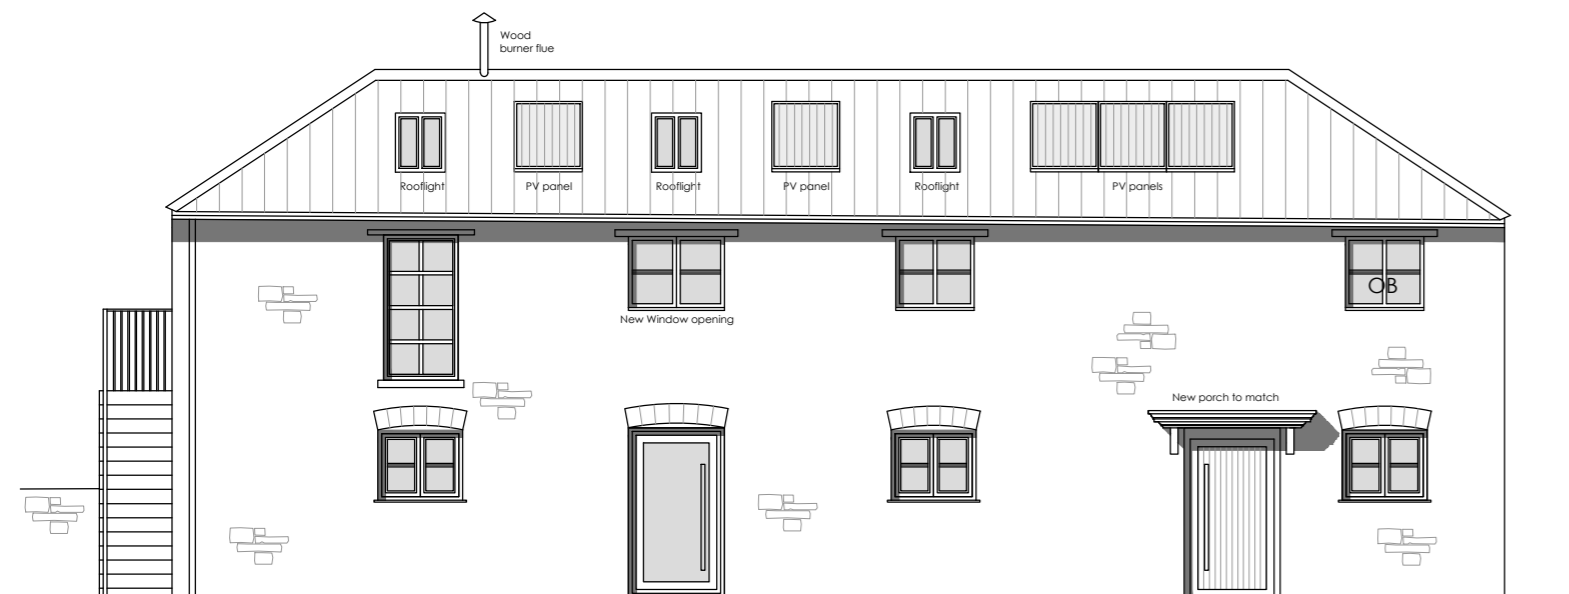 Wood
burner flue
Rooflight
PV panel
Rooflight
PV panel
Rooflight
PV panels
OB
New Window opening
New porch to match